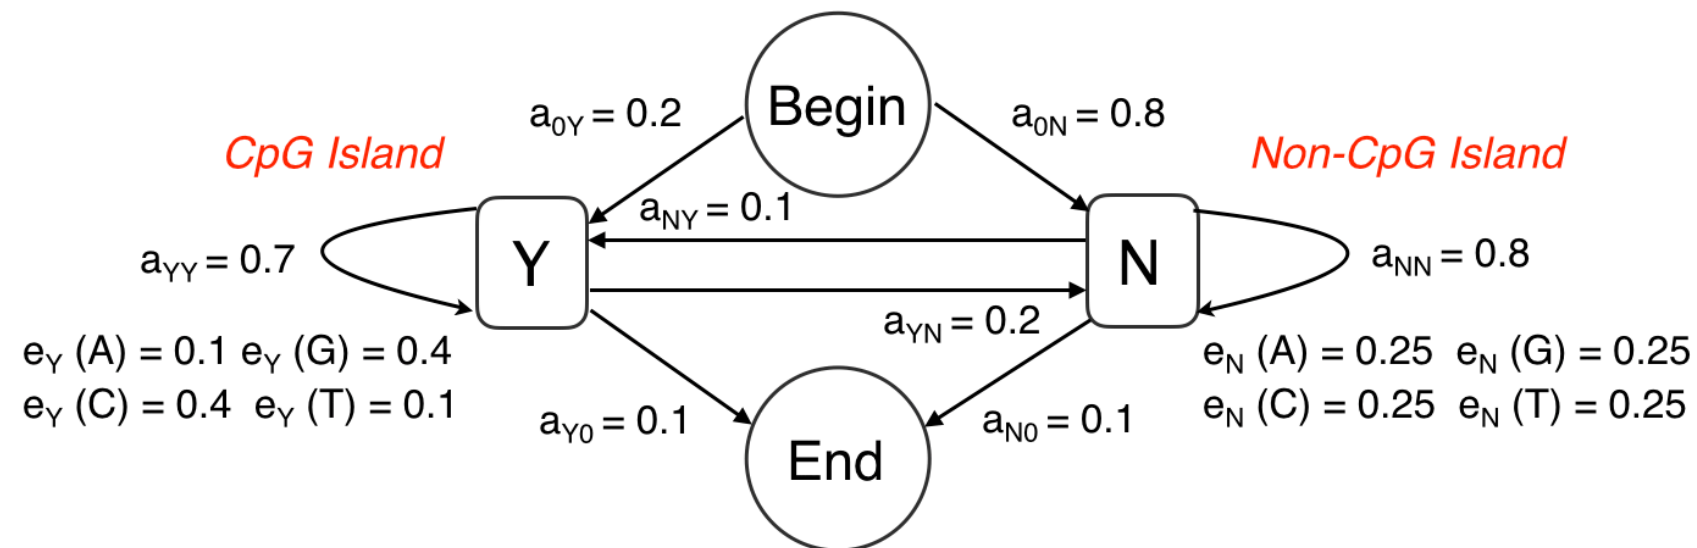 Begin
a0Y = 0.2
a0N = 0.8
CpG Island
Non-CpG Island
aNY = 0.1
Y
N
aYY = 0.7
aNN = 0.8
aYN = 0.2
eY (A) = 0.1 eY (G) = 0.4
eY (C) = 0.4 eY (T) = 0.1
eN (A) = 0.25 eN (G) = 0.25
eN (C) = 0.25 eN (T) = 0.25
aY0 = 0.1
aN0 = 0.1
End